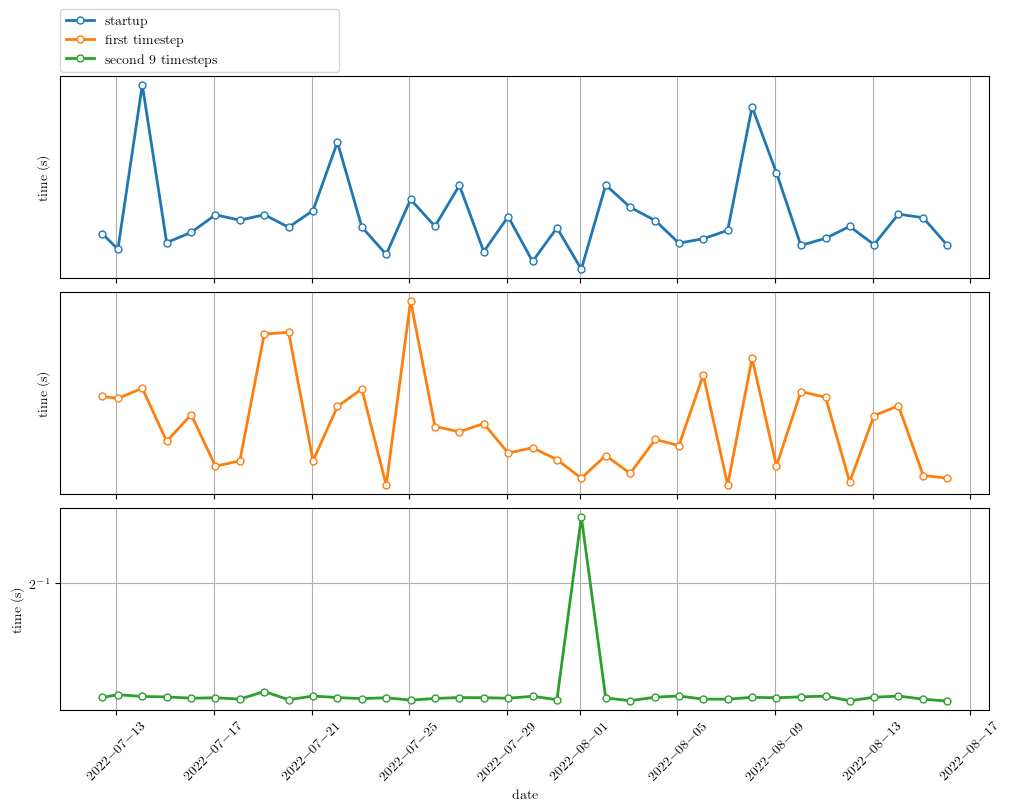 startup
first timestep
second 9 timesteps
time (s)
time (s)
time (s)
2⁻¹
2022−07−13
2022−07−17
2022−07−21
2022−07−25
2022−07−29
2022−08−01
2022−08−05
2022−08−09
2022−08−13
2022−08−17
date